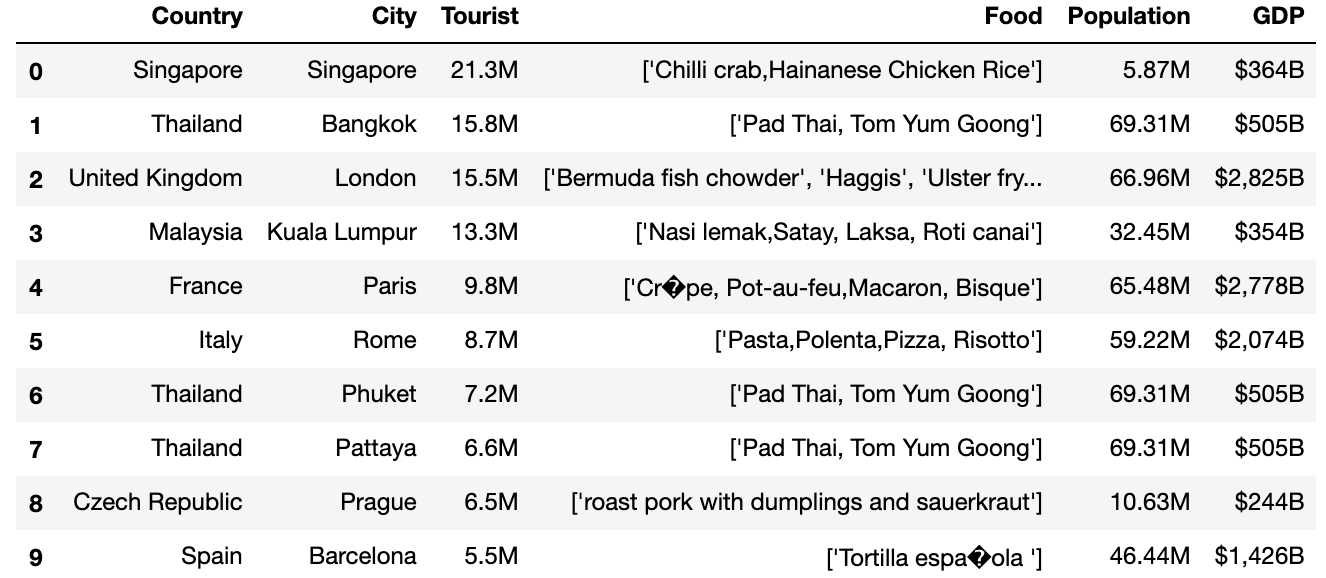 Country City Tourist Food Population GDP
0 Singapore Singapore 21.3M ['Chilli crab,Hainanese Chicken Rice'] 5.87M $364B
1 Thailand Bangkok 15.8M ['Pad Thai, Tom Yum Goong'] 69.31M $505B
2 United Kingdom London 15.5M ['Bermuda fish chowder', 'Haggis', 'Ulster fry... 66.96M $2,825B
3 Malaysia Kuala Lumpur 13.3M ['Nasi lemak,Satay, Laksa, Roti canai'] 32.45M $354B
4 France Paris 9.8M ['Cr�pe, Pot-au-feu,Macaron, Bisque'] 65.48M $2,778B
5 Italy Rome 8.7M ['Pasta,Polenta,Pizza, Risotto'] 59.22M $2,074B
6 Thailand Phuket 7.2M ['Pad Thai, Tom Yum Goong'] 69.31M $505B
7 Thailand Pattaya 6.6M ['Pad Thai, Tom Yum Goong'] 69.31M $505B
8 Czech Republic Prague 6.5M ['roast pork with dumplings and sauerkraut'] 10.63M $244B
9 Spain Barcelona 5.5M ['Tortilla espa�ola '] 46.44M $1,426B